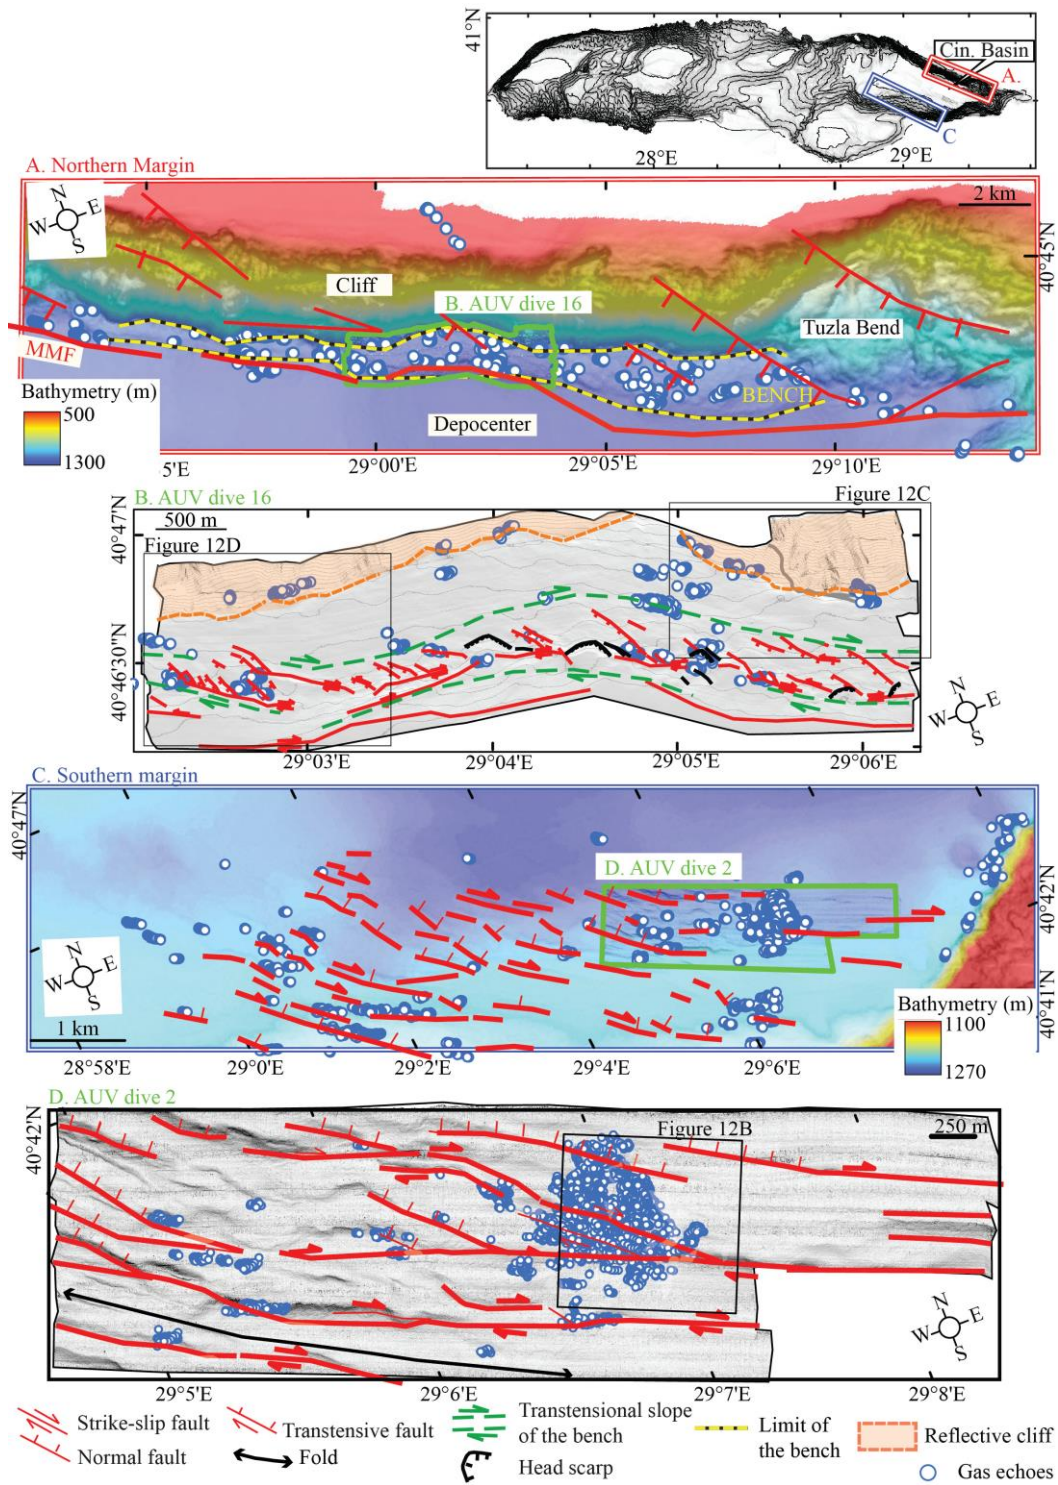 41°N
Cin. Basin
A.
C
28°E
29°E
A. Northern Margin
N
W
E
S
2 km
40°45'N
Cliff
B. AUV dive 16
Tuzla Bend
MMF
Bathymetry (m)
500
1300
BENCH
Depocenter
5'E
29°00'E
29°05'E
29°10'E
B. AUV dive 16
Figure 12C
40°47'N
500 m
Figure 12D
40°46'30"N
N
W
E
S
29°03'E
29°04'E
29°05'E
29°06'E
C. Southern margin
40°47'N
D. AUV dive 2
40°42'N
N
W
E
S
1 km
40°41'N
Bathymetry (m)
1100
1270
28°58'E
29°0'E
29°2'E
29°4'E
29°6'E
D. AUV dive 2
40°42'N
Figure 12B
250 m
N
W
E
S
29°5'E
29°6'E
29°7'E
29°8'E
Strike-slip fault
Normal fault
Transtensive fault
Fold
Transtensional slope
of the bench
Head scarp
Limit of
the bench
Reflective cliff
Gas echoes